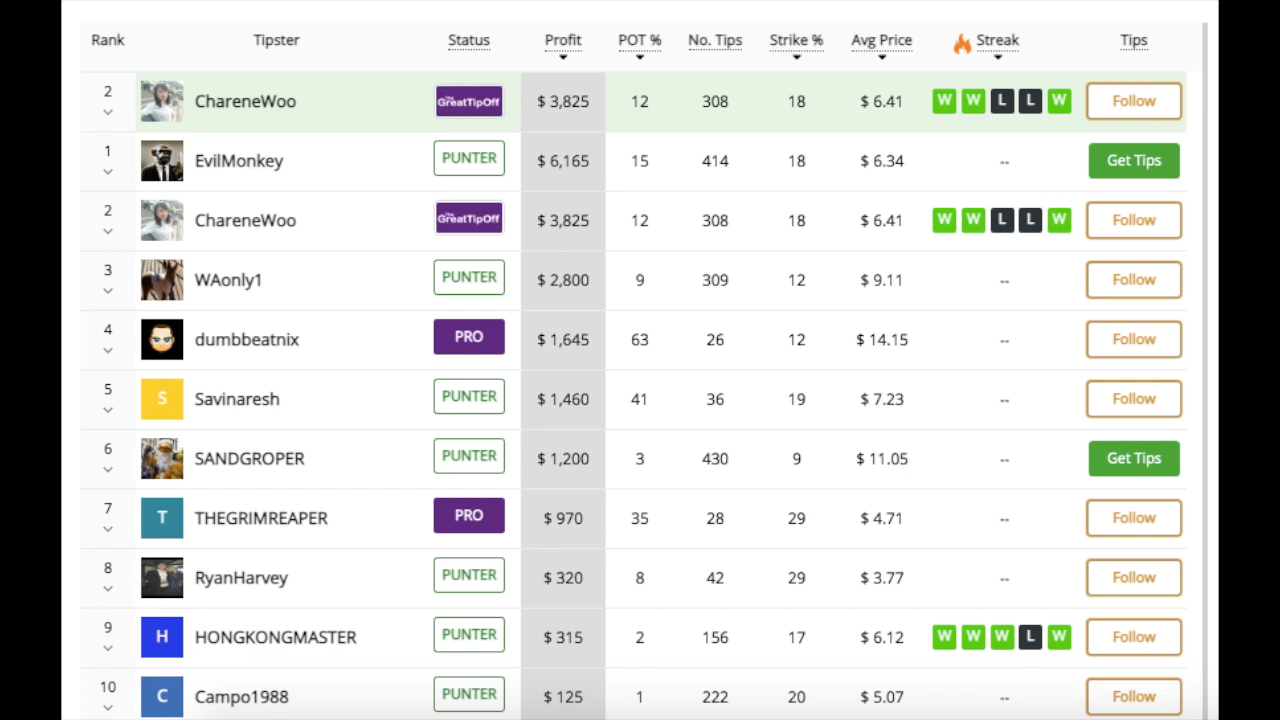 Rank Tipster Status Profit POT % No. Tips Strike % Avg Price Streak Tips
2 ChareneWoo The GreatTipOff $ 3,825 12 308 18 $ 6.41 W W L L W Follow
1 EvilMonkey PUNTER $ 6,165 15 414 18 $ 6.34 -- Get Tips
2 ChareneWoo The GreatTipOff $ 3,825 12 308 18 $ 6.41 W W L L W Follow
3 WAonly1 PUNTER $ 2,800 9 309 12 $ 9.11 -- Follow
4 dumbbeatnix PRO $ 1,645 63 26 12 $ 14.15 -- Follow
5 S Savinaresh PUNTER $ 1,460 41 36 19 $ 7.23 -- Follow
6 SANDGROPER PUNTER $ 1,200 3 430 9 $ 11.05 -- Get Tips
7 T THEGRIMREAPER PRO $ 970 35 28 29 $ 4.71 -- Follow
8 RyanHarvey PUNTER $ 320 8 42 29 $ 3.77 -- Follow
9 H HONGKONGMASTER PUNTER $ 315 2 156 17 $ 6.12 W W W L W Follow
10 C Campo1988 PUNTER $ 125 1 222 20 $ 5.07 -- Follow